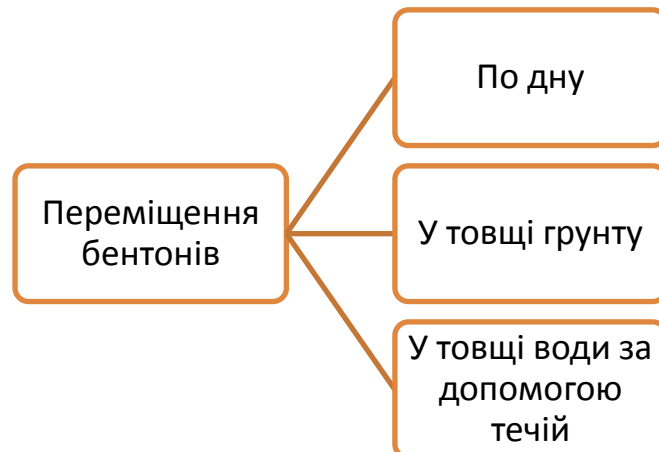 Переміщення
бентонів
По дну
У товщі грунту
У товщі води за
допомогою
течій